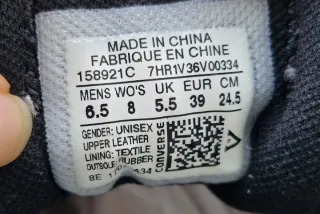 MADE IN CHINA
FABRIQUE EN CHINE
158921C 7HR1V36V00334
MENS WO'S UK EUR CM
6.5 8 5.5 39 24.5
GENDER: UNISEX
UPPER LEATHER
LINING: TEXTILE
OUTSOLE: RUBBER
CONVERSE